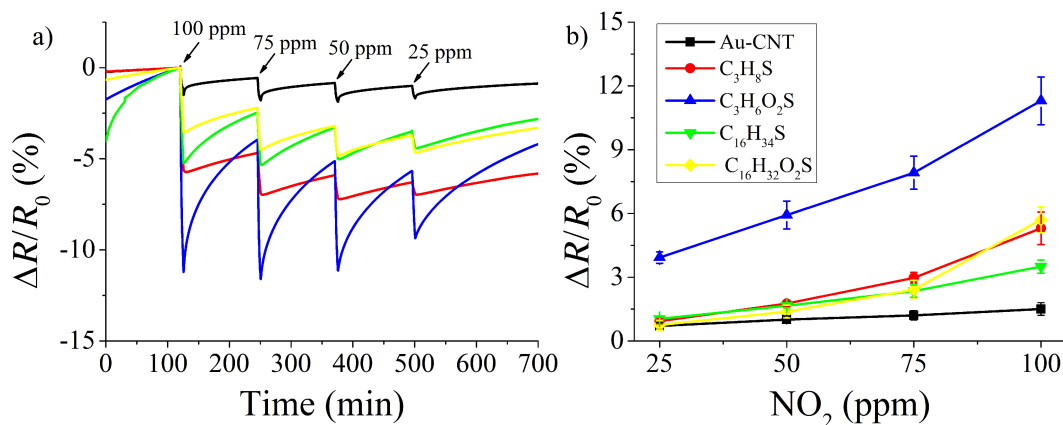 a)
100 ppm
75 ppm
50 ppm
25 ppm
0
-5
-10
-15
ΔR/R₀ (%)
0 100 200 300 400 500 600 700
Time (min)
b)
Au-CNT
C₃H₈S
C₃H₆O₂S
C₁₆H₃₄S
C₁₆H₃₂O₂S
15
12
9
6
3
0
ΔR/R₀ (%)
25 50 75 100
NO₂ (ppm)